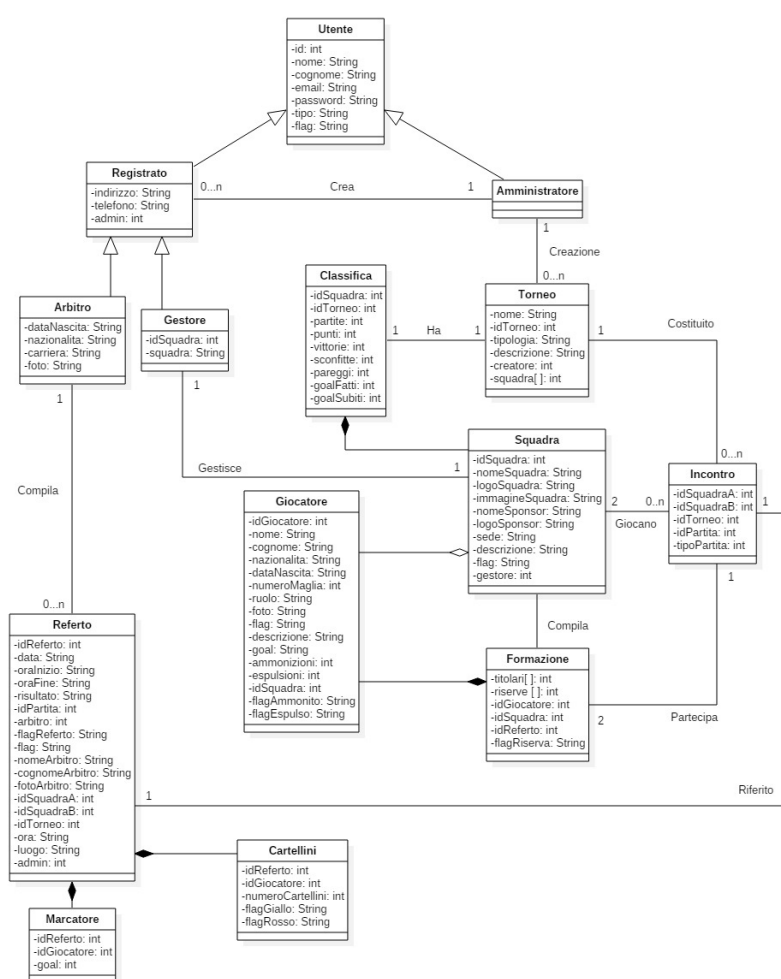 Utente
-id: int
-nome: String
-cognome: String
-email: String
-password: String
-tipo: String
-flag: String
Registrato
-indirizzo: String
-telefono: String
-admin: int
0...n
Crea
1
Amministratore
1
Creazione
0...n
Arbitro
-dataNascita: String
-nazionalita: String
-carriera: String
-foto: String
1
Gestore
-idSquadra: int
-squadra: String
1
Classifica
-idSquadra: int
-idTorneo: int
-partite: int
-punti: int
-vittorie: int
-sconfitte: int
-pareggi: int
-goalFatti: int
-goalSubiti: int
1
Ha
1
Torneo
-nome: String
-idTorneo: int
-tipologia: String
-descrizione: String
-creatore: int
-squadra[ ]: int
1
Costituito
0...n
Gestisce
1
Squadra
-idSquadra: int
-nomeSquadra: String
-logoSquadra: String
-immagineSquadra: String
-nomeSponsor: String
-logoSponsor: String
-sede: String
-descrizione: String
-flag: String
-gestore: int
2
0..n
Giocano
Incontro
-idSquadraA: int
-idSquadraB: int
-idTorneo: int
-idPartita: int
-tipoPartita: int
1
1
Compila
0...n
Giocatore
-idGiocatore: int
-nome: String
-cognome: String
-nazionalita: String
-dataNascita: String
-numeroMaglia: int
-ruolo: String
-foto: String
-flag: String
-descrizione: String
-goal: String
-ammonizioni: int
-espulsioni: int
-idSquadra: int
-flagAmmonito: String
-flagEspulso: String
Compila
Formazione
-titolari[ ]: int
-riserve [ ]: int
-idGiocatore: int
-idSquadra: int
-idReferto: int
-flagRiserva: String
2
Partecipa
Referto
-idReferto: int
-data: String
-oraInizio: String
-oraFine: String
-risultato: String
-idPartita: int
-arbitro: int
-flagReferto: String
-flag: String
-nomeArbitro: String
-cognomeArbitro: String
-fotoArbitro: String
-idSquadraA: int
-idSquadraB: int
-idTorneo: int
-ora: String
-luogo: String
-admin: int
1
Riferito
Cartellini
-idReferto: int
-idGiocatore: int
-numeroCartellini: int
-flagGiallo: String
-flagRosso: String
Marcatore
-idReferto: int
-idGiocatore: int
-goal: int